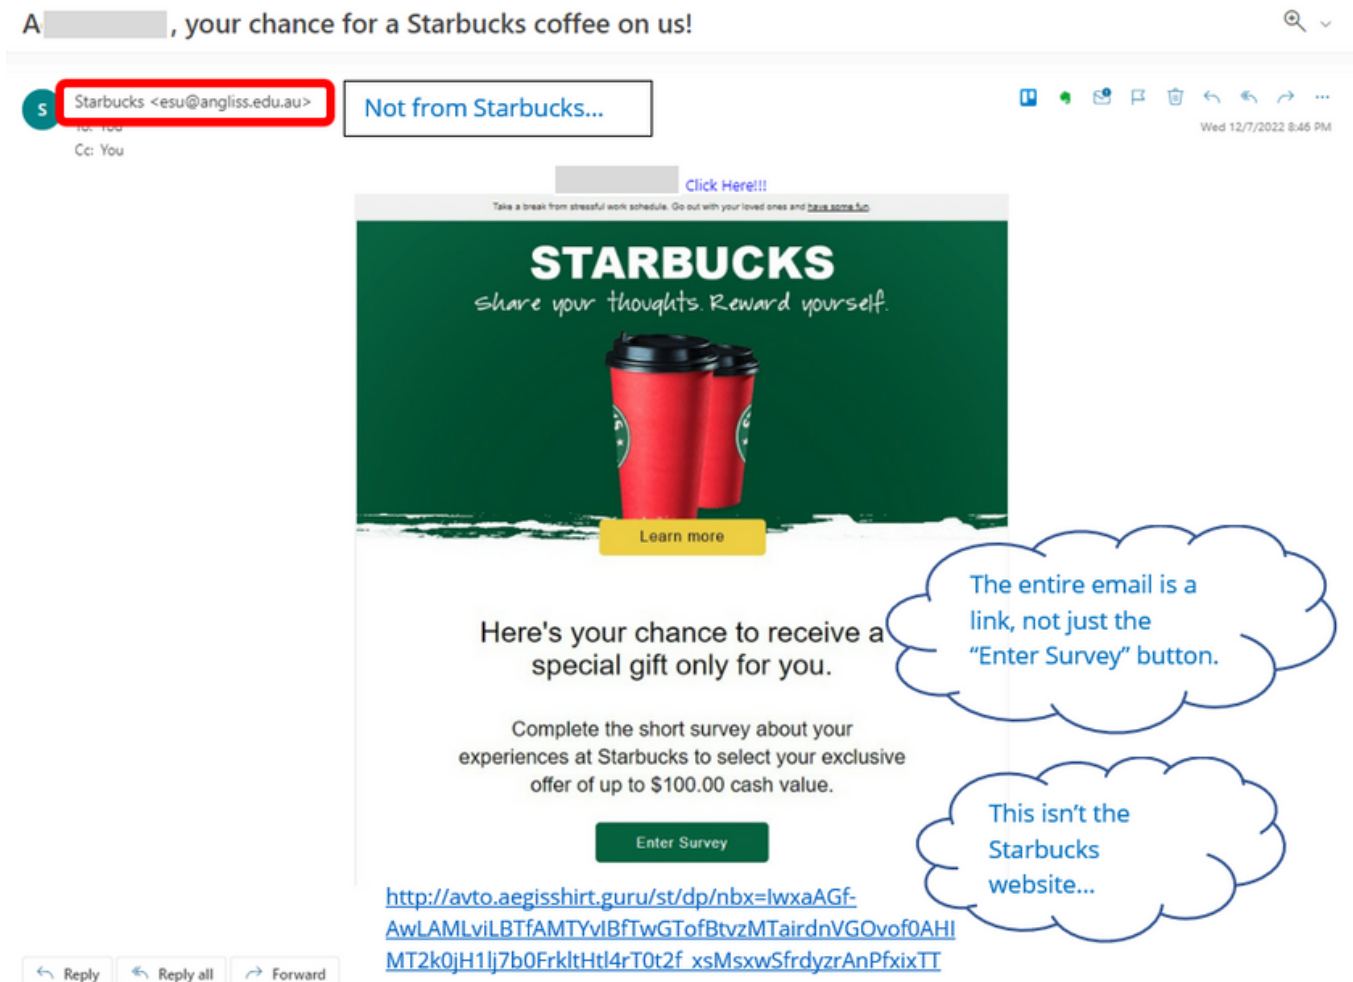 A , your chance for a Starbucks coffee on us!
S
Starbucks <esu@angliss.edu.au>
Not from Starbucks...
To: You
Wed 12/7/2022 8:46 PM
Cc: You
Click Here!!!
Take a break from stressful work schedule. Go out with your loved ones and have some fun.
STARBUCKS
Share your thoughts. Reward yourself.
Learn more
The entire email is a
link, not just the
“Enter Survey” button.
Here's your chance to receive a
special gift only for you.
Complete the short survey about your
experiences at Starbucks to select your exclusive
offer of up to $100.00 cash value.
This isn’t the
Starbucks
website...
Enter Survey
http://avto.aegisshirt.guru/st/dp/nbx=IwxaAGf-
AwLAMLviLBTfAMTYvIBfTwGTofBtvzMTairdnVGOvof0AHI
MT2k0jH1lj7b0FrkltHtl4rT0t2f_xsMsxwSfrdyzrAnPfxixTT
Reply
Reply all
Forward